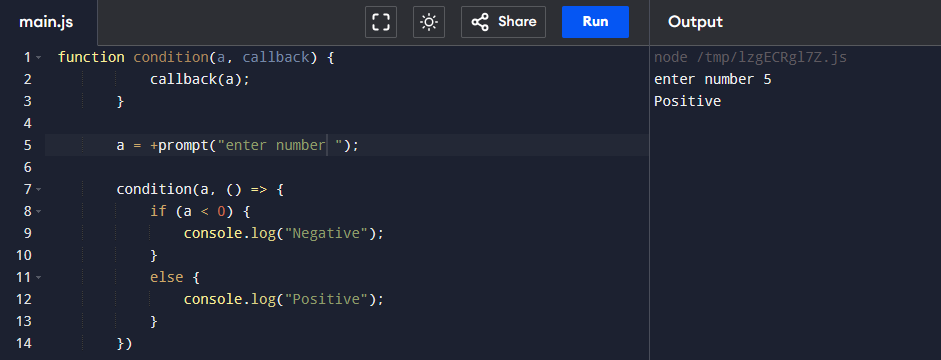 main.js Share Run Output
1 function condition(a, callback) {
2 callback(a);
3 }
4
5 a = +prompt("enter number ");
6
7 condition(a, () => {
8 if (a < 0) {
9 console.log("Negative");
10 }
11 else {
12 console.log("Positive");
13 }
14 })
node /tmp/lzgECRgl7Z.js
enter number 5
Positive